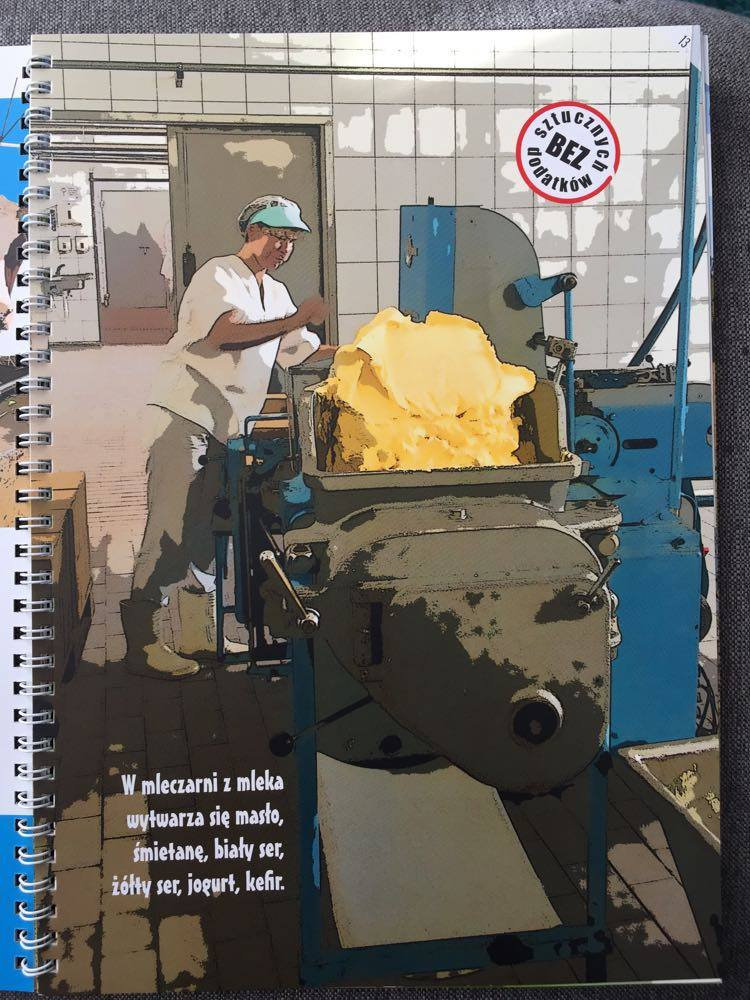 13
sztucznych
BEZ
dodatków
W mleczarni z mleka
wytwarza się masło,
śmietanę, biały ser,
żółty ser, jogurt, kefir.